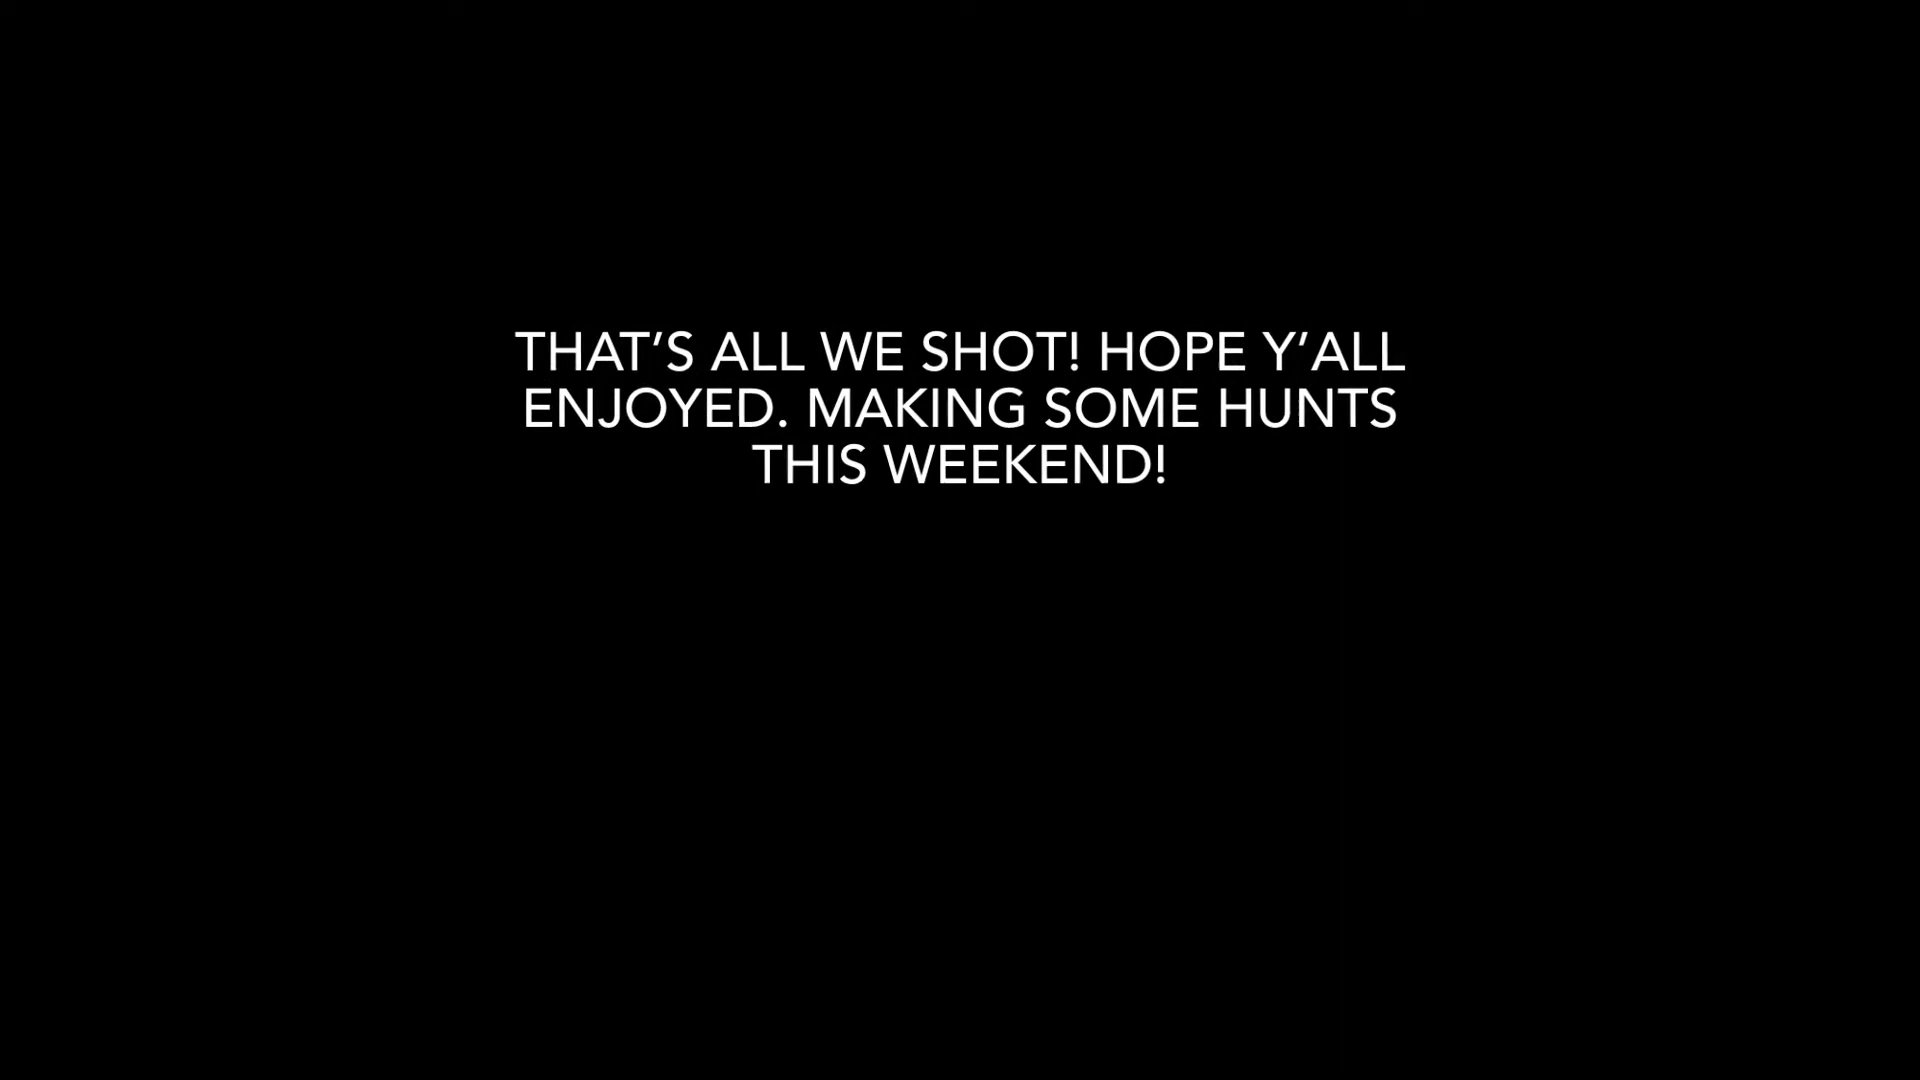 THAT’S ALL WE SHOT! HOPE Y’ALL
ENJOYED. MAKING SOME HUNTS
THIS WEEKEND!